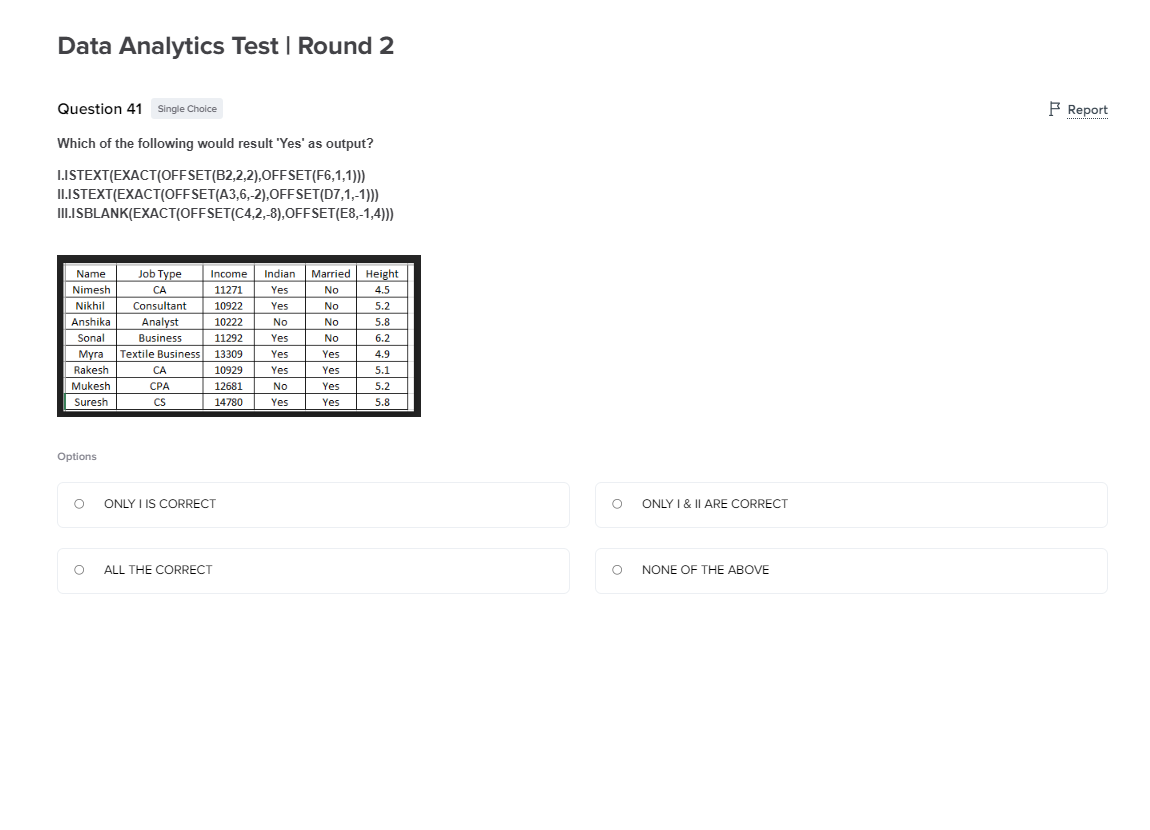 Data Analytics Test | Round 2
Question 41 Single Choice Report
Which of the following would result 'Yes' as output?
I.ISTEXT(EXACT(OFFSET(B2,2,2),OFFSET(F6,1,1)))
II.ISTEXT(EXACT(OFFSET(A3,6,-2),OFFSET(D7,1,-1)))
III.ISBLANK(EXACT(OFFSET(C4,2,-8),OFFSET(E8,-1,4)))
Name Job Type Income Indian Married Height
Nimesh CA 11271 Yes No 4.5
Nikhil Consultant 10922 Yes No 5.2
Anshika Analyst 10222 No No 5.8
Sonal Business 11292 Yes No 6.2
Myra Textile Business 13309 Yes Yes 4.9
Rakesh CA 10929 Yes Yes 5.1
Mukesh CPA 12681 No Yes 5.2
Suresh CS 14780 Yes Yes 5.8
Options
ONLY I IS CORRECT ONLY I & II ARE CORRECT
ALL THE CORRECT NONE OF THE ABOVE